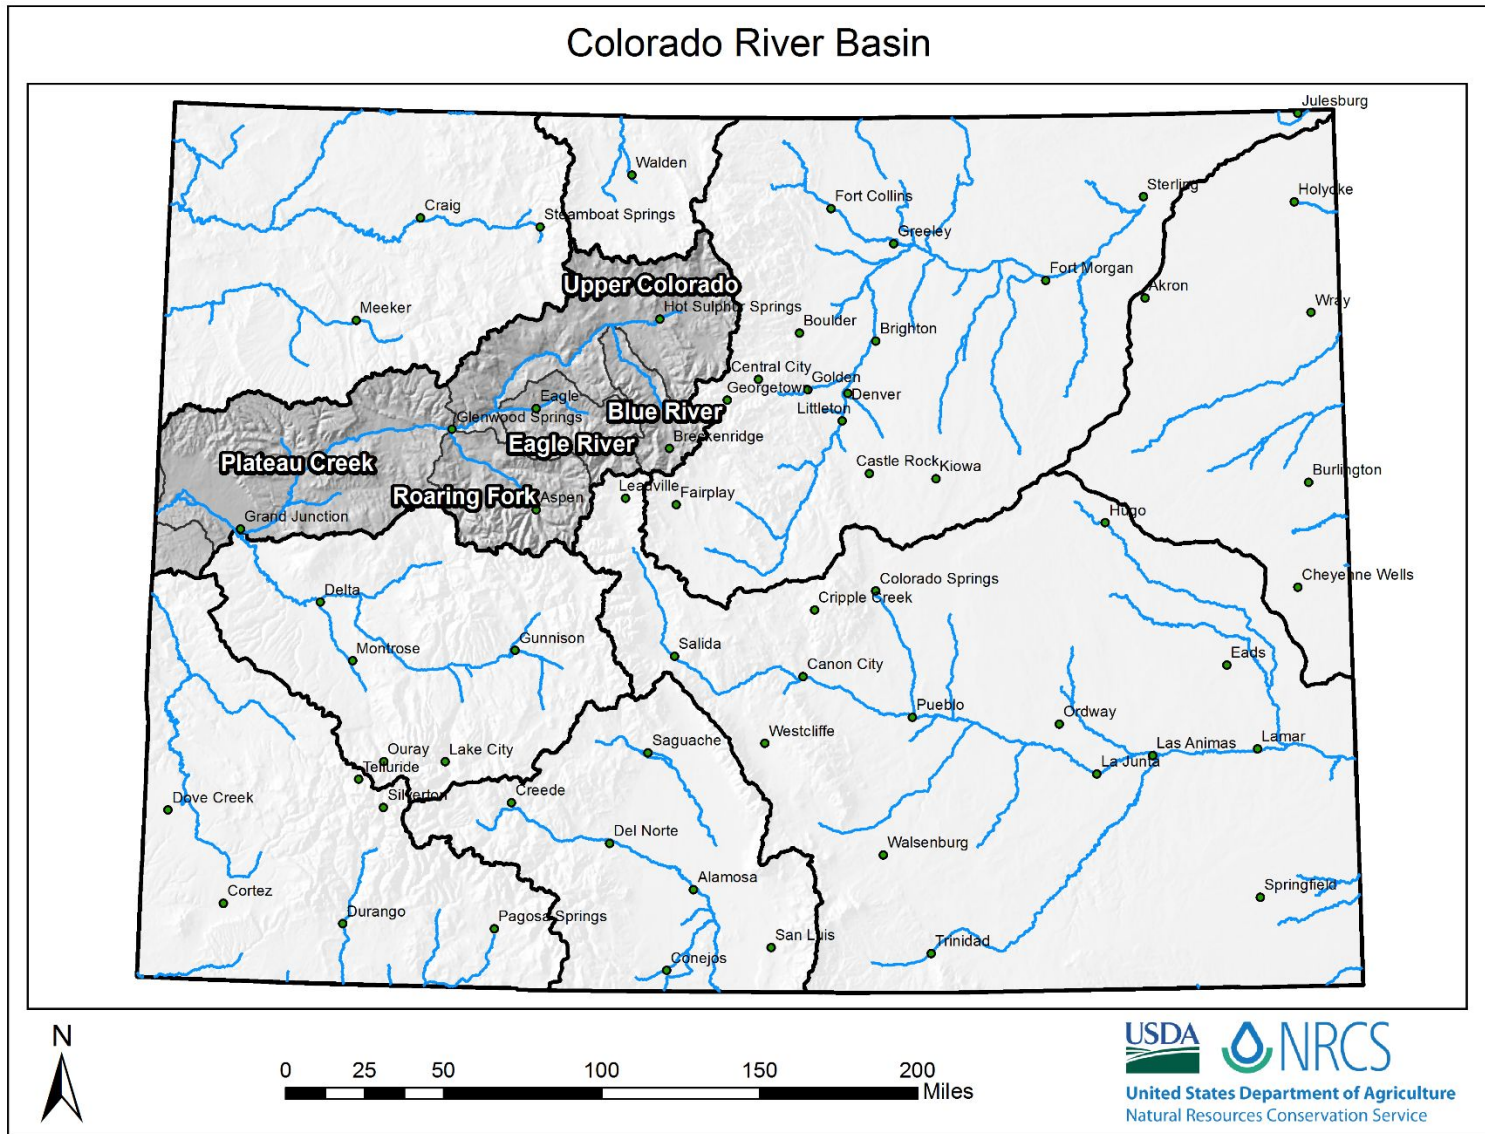 Colorado River Basin
Julesburg
Walden
Sterling
Holyoke
Fort Collins
Craig
Steamboat Springs
Greeley
Fort Morgan
Upper Colorado
Akron
Meeker
Hot Sulphur Springs
Wray
Boulder
Brighton
Central City
Golden
Georgetown
Denver
Eagle
Blue River
Littleton
Glenwood Springs
Eagle River
Breckenridge
Plateau Creek
Castle Rock
Kiowa
Burlington
Roaring Fork
Aspen
Leadville
Fairplay
Grand Junction
Hugo
Cheyenne Wells
Colorado Springs
Delta
Cripple Creek
Gunnison
Salida
Montrose
Canon City
Eads
Pueblo
Ordway
Westcliffe
Saguache
Las Animas
Lamar
Ouray
Lake City
La Junta
Telluride
Creede
Dove Creek
Silverton
Del Norte
Walsenburg
Alamosa
Springfield
Cortez
Durango
Pagosa Springs
San Luis
Trinidad
Conejos
N
0 25 50 100 150 200
Miles
USDA NRCS
United States Department of Agriculture
Natural Resources Conservation Service